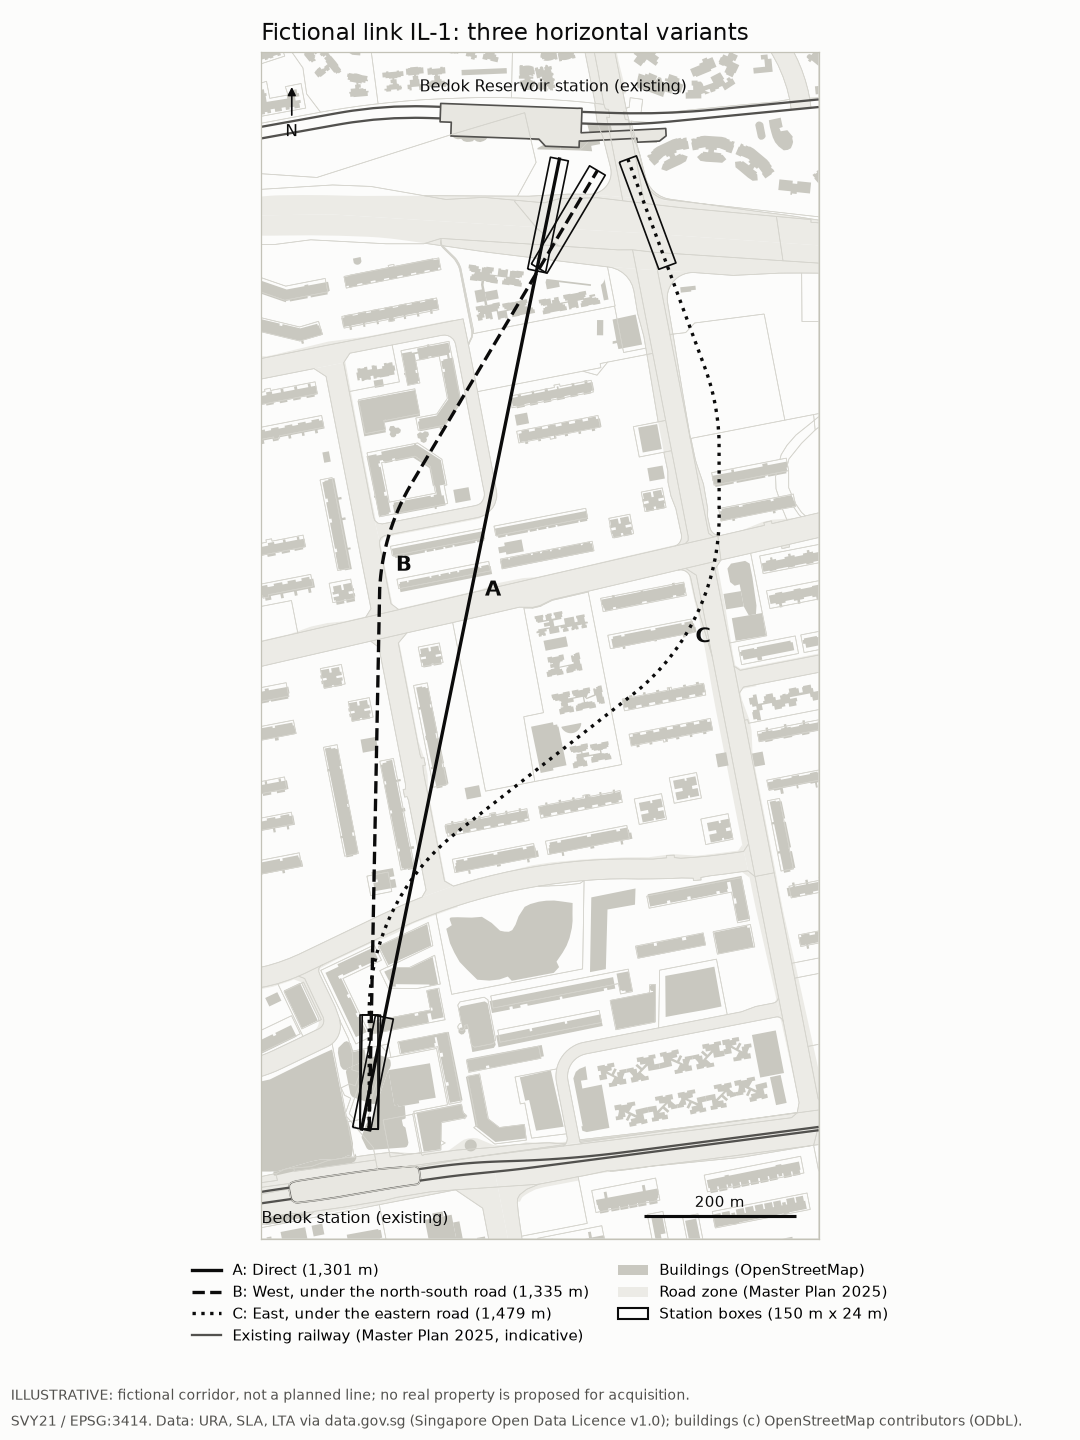 Fictional link IL-1: three horizontal variants
Bedok Reservoir station (existing)
N
B
A
C
200 m
Bedok station (existing)
A: Direct (1,301 m)
B: West, under the north-south road (1,335 m)
C: East, under the eastern road (1,479 m)
Existing railway (Master Plan 2025, indicative)
Buildings (OpenStreetMap)
Road zone (Master Plan 2025)
Station boxes (150 m x 24 m)
ILLUSTRATIVE: fictional corridor, not a planned line; no real property is proposed for acquisition.
SVY21 / EPSG:3414. Data: URA, SLA, LTA via data.gov.sg (Singapore Open Data Licence v1.0); buildings (c) OpenStreetMap contributors (ODbL).